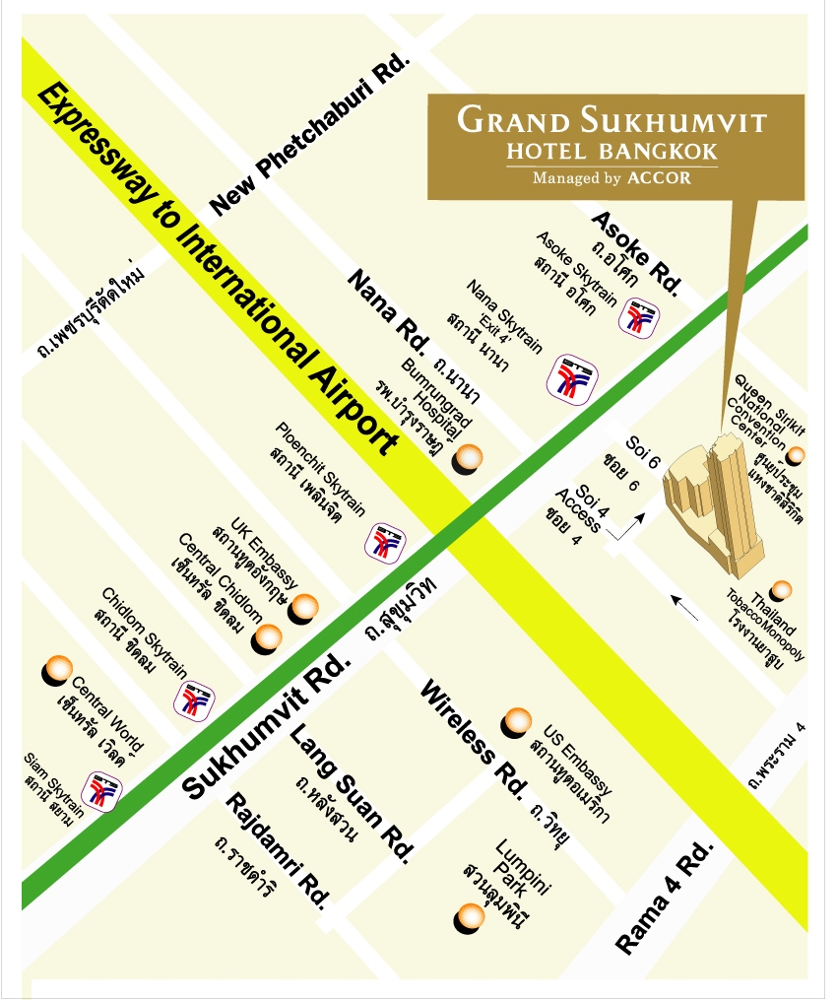 GRAND SUKHUMVIT
HOTEL BANGKOK
Managed by ACCOR
Expressway to International Airport
New Phetchaburi Rd.
ถ.เพชรบุรีตัดใหม่
Asoke Rd.
ถ.อโศก
Asoke Skytrain
สถานี อโศก
BTS
Nana Skytrain
'Exit 4'
สถานี นานา
BTS
Nana Rd. ถ.นานา
Bumrungrad
Hospital
รพ.บำรุงราษฎ์
Queen Sirikit
National
Convention
Center
ศูนย์ประชุม
แห่งชาติสิริกิต
Soi 6
ซอย 6
Soi 4
Access
ซอย 4
Ploenchit Skytrain
สถานี เพลินจิต
BTS
UK Embassy
สถานทูตอังกฤษ
Central Chidlom
เซ็นทรัล ชิดลม
Chidlom Skytrain
สถานี ชิดลม
BTS
Central World
เซ็นทรัล เวิลด์
Siam Skytrain
สถานี สยาม
BTS
Thailand
Tobacco Monopoly
โรงงานยาสูบ
Sukhumvit Rd. ถ.สุขุมวิท
Wireless Rd. ถ.วิทยุ
US Embassy
สถานทูตอเมริกา
Lang Suan Rd.
ถ.หลังสวน
Rajdamri Rd.
ถ.ราชดำริ
Lumpini
Park
สวนลุมพินี
Rama 4 Rd.
ถ.พระราม 4